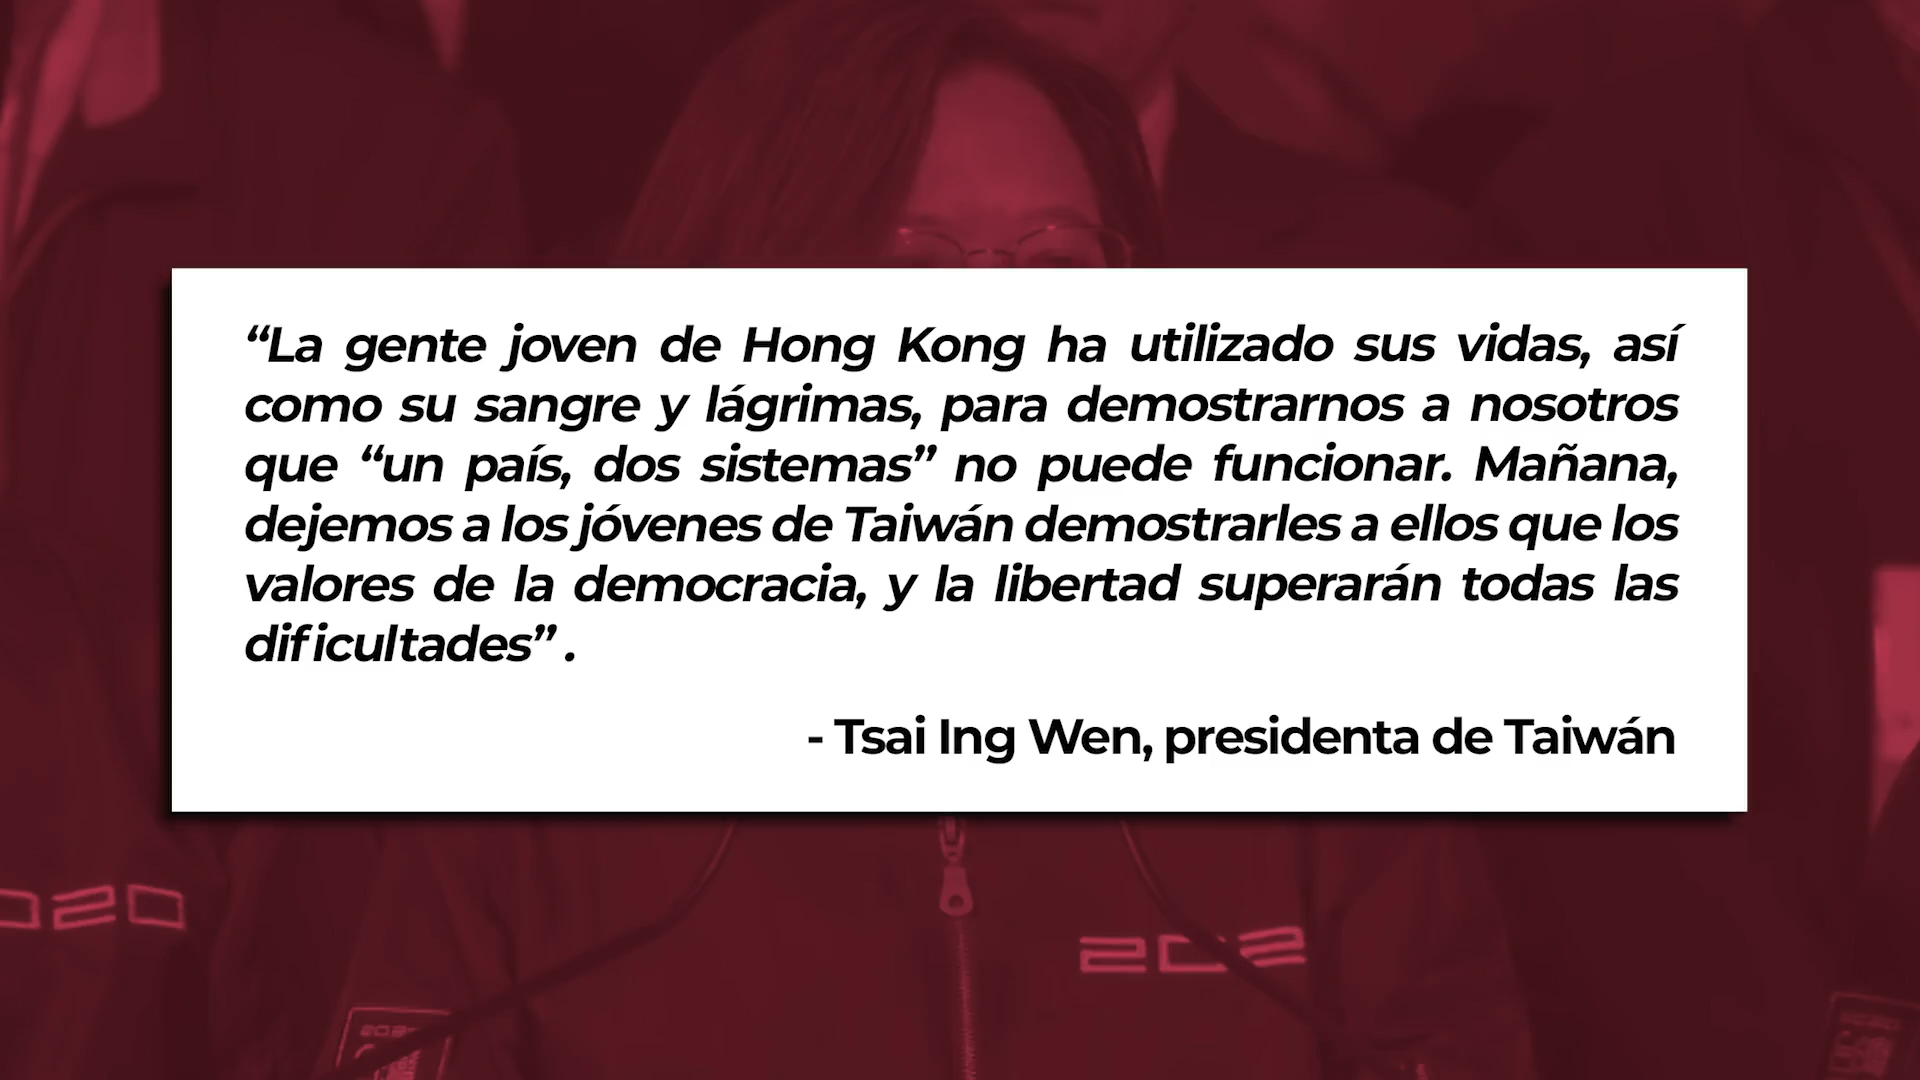 “La gente joven de Hong Kong ha utilizado sus vidas, así
como su sangre y lágrimas, para demostrarnos a nosotros
que “un país, dos sistemas” no puede funcionar. Mañana,
dejemos a los jóvenes de Taiwán demostrarles a ellos que los
valores de la democracia, y la libertad superarán todas las
dificultades” .
- Tsai Ing Wen, presidenta de Taiwán
020
202